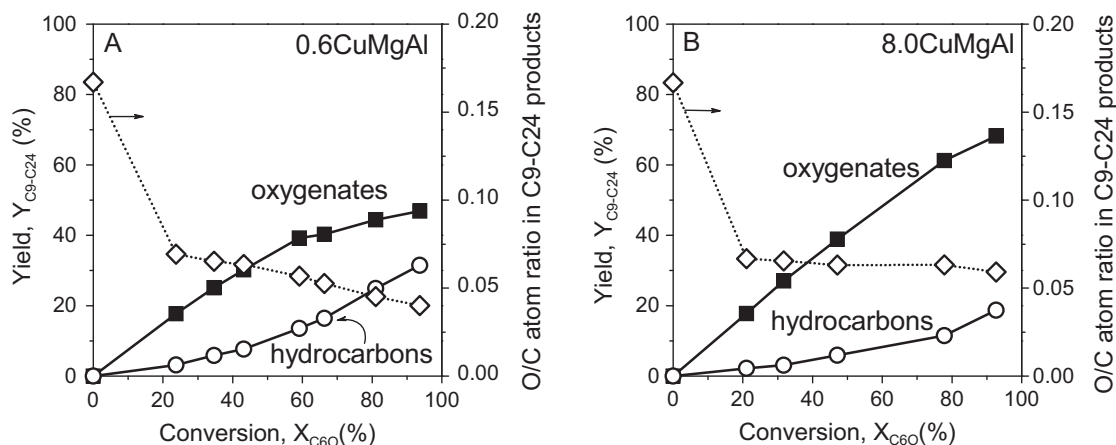 A
0.6CuMgAl
oxygenates
hydrocarbons
100
80
60
40
20
0
0.20
0.15
0.10
0.05
0.00
0 20 40 60 80 100
Yield, Y_C9-C24 (%)
O/C atom ratio in C9-C24 products
Conversion, X_C6O(%)
B
8.0CuMgAl
oxygenates
hydrocarbons
100
80
60
40
20
0
0.20
0.15
0.10
0.05
0.00
0 20 40 60 80 100
Yield, Y_C9-C24 (%)
O/C atom ratio in C9-C24 products
Conversion, X_C6O(%)